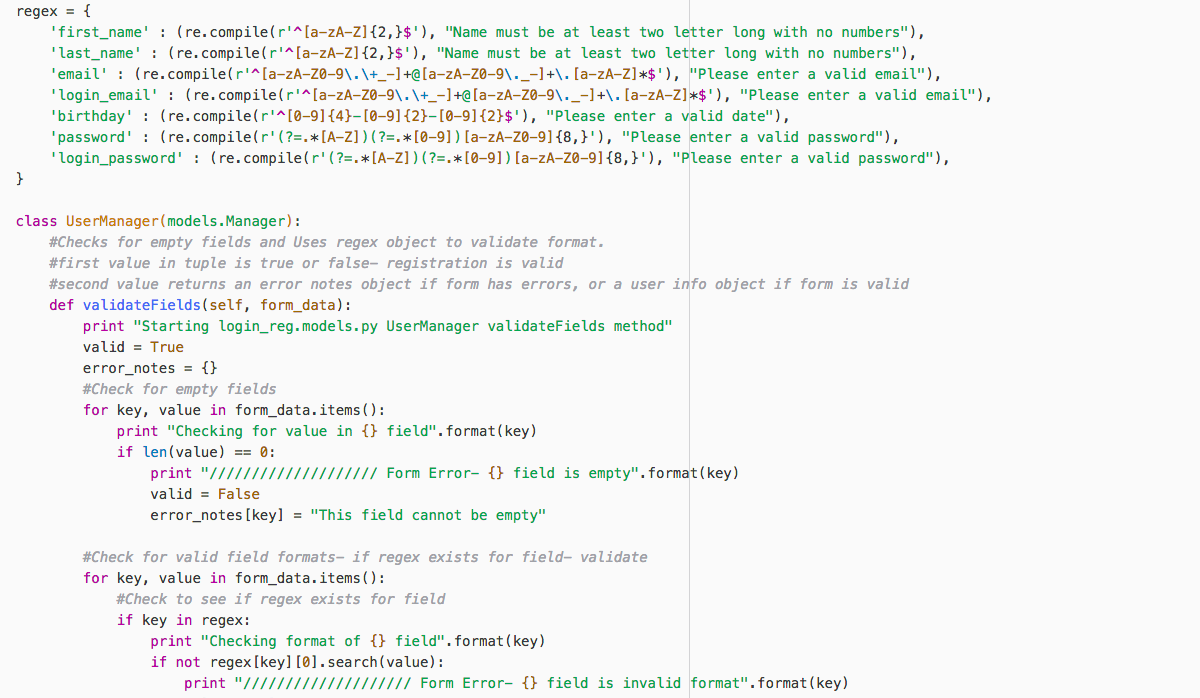 regex = {
    'first_name' : (re.compile(r'^[a-zA-Z]{2,}$'), "Name must be at least two letter long with no numbers"),
    'last_name' : (re.compile(r'^[a-zA-Z]{2,}$'), "Name must be at least two letter long with no numbers"),
    'email' : (re.compile(r'^[a-zA-Z0-9\.\+_-]+@[a-zA-Z0-9\._-]+\.[a-zA-Z]*$'), "Please enter a valid email"),
    'login_email' : (re.compile(r'^[a-zA-Z0-9\.\+_-]+@[a-zA-Z0-9\._-]+\.[a-zA-Z]*$'), "Please enter a valid email"),
    'birthday' : (re.compile(r'^[0-9]{4}-[0-9]{2}-[0-9]{2}$'), "Please enter a valid date"),
    'password' : (re.compile(r'(?=.*[A-Z])(?=.*[0-9])[a-zA-Z0-9]{8,}'), "Please enter a valid password"),
    'login_password' : (re.compile(r'(?=.*[A-Z])(?=.*[0-9])[a-zA-Z0-9]{8,}'), "Please enter a valid password"),
}

class UserManager(models.Manager):
    #Checks for empty fields and Uses regex object to validate format.
    #first value in tuple is true or false- registration is valid
    #second value returns an error notes object if form has errors, or a user info object if form is valid
    def validateFields(self, form_data):
        print "Starting login_reg.models.py UserManager validateFields method"
        valid = True
        error_notes = {}
        #Check for empty fields
        for key, value in form_data.items():
            print "Checking for value in {} field".format(key)
            if len(value) == 0:
                print "//////////////////// Form Error- {} field is empty".format(key)
                valid = False
                error_notes[key] = "This field cannot be empty"

        #Check for valid field formats- if regex exists for field- validate
        for key, value in form_data.items():
            #Check to see if regex exists for field
            if key in regex:
                print "Checking format of {} field".format(key)
                if not regex[key][0].search(value):
                    print "//////////////////// Form Error- {} field is invalid format".format(key)